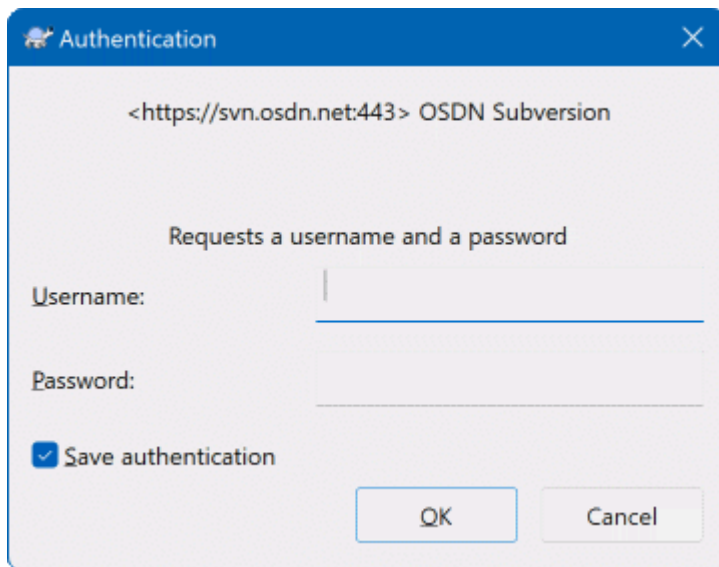 Authentication
<https://svn.osdn.net:443> OSDN Subversion
Requests a username and a password
Username:
Password:
Save authentication
OK Cancel